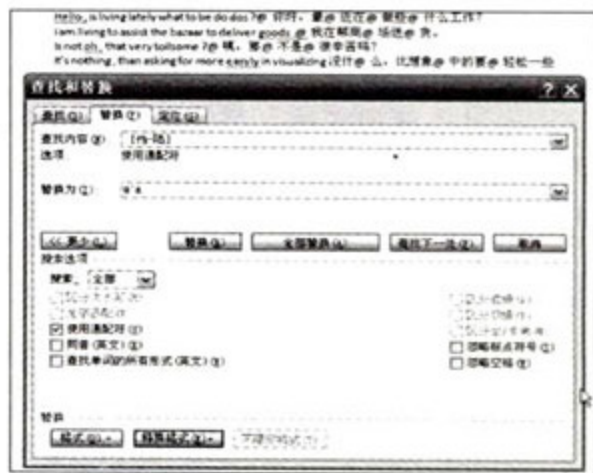 Hello, is living lately what to be do dos ?@ 你好，最@ 近在@ 做些@ 什么工作?
I am living to assist the bazaar to deliver goods @ 我在解商@ 场送@ 货。
Is not oh, that very toilsome ?@ 噢，那@ 不是@ 很辛苦吗?
It's nothing, than asking for more easily in visualizing 没什@ 么，比想象@ 中的要@ 轻松一些
查找和替换
查找(D) 替换(P) 定位(G)
查找内容(N)
选项: 使用通配符
替换为(I):
<< 更少(L) 替换(R) 全部替换(A) 查找下一处(F) 取消
搜索选项
搜索: 全部
使用通配符(U)
同音(英文)(K) 忽略标点符号(S)
查找单词的所有形式(英文)(W) 忽略空格(W)
替换
格式(O) 特殊格式(E) 不限定格式(T)